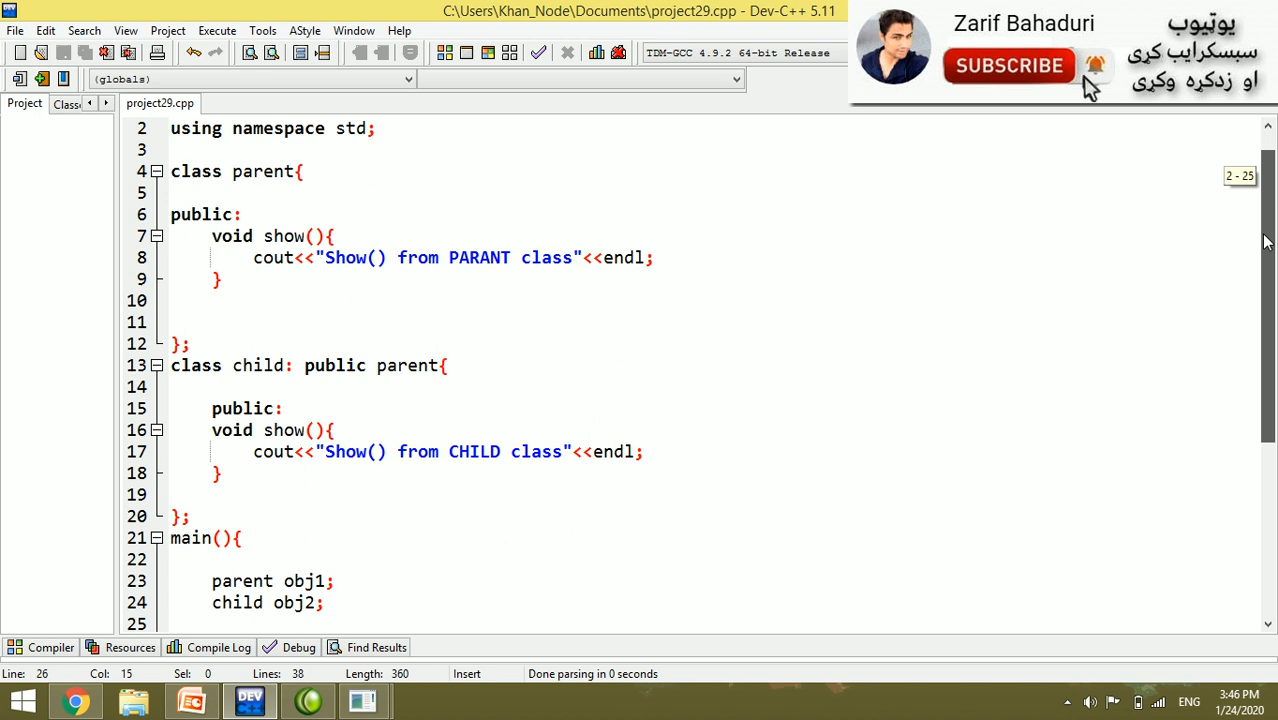 C:\Users\Khan_Node\Documents\project29.cpp - Dev-C++ 5.11
File Edit Search View Project Execute Tools AStyle Window Help
TDM-GCC 4.9.2 64-bit Release
(globals)
Project Classe project29.cpp
Zarif Bahaduri
SUBSCRIBE
یوټیوب
سبسکرایب کړی
او زدکړه وکړی
2 using namespace std;
3
4 class parent{
5
6 public:
7 void show(){
8 cout<<"Show() from PARANT class"<<endl;
9 }
10
11
12 };
13 class child: public parent{
14
15 public:
16 void show(){
17 cout<<"Show() from CHILD class"<<endl;
18 }
19
20 };
21 main(){
22
23 parent obj1;
24 child obj2;
25
2 - 25
Compiler Resources Compile Log Debug Find Results
Line: 26 Col: 15 Sel: 0 Lines: 38 Length: 360 Insert Done parsing in 0 seconds
DEV
ENG
3:46 PM
1/24/2020